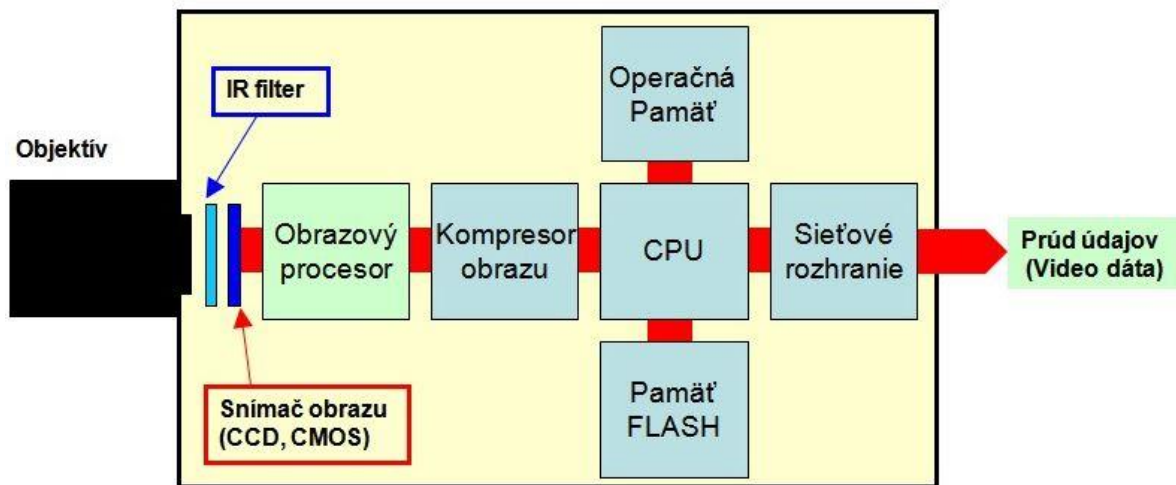 IR filter
Objektív
Operačná
Pamäť
Obrazový
procesor
Kompresor
obrazu
CPU
Sieťové
rozhranie
Prúd údajov
(Video dáta)
Snímač obrazu
(CCD, CMOS)
Pamäť
FLASH